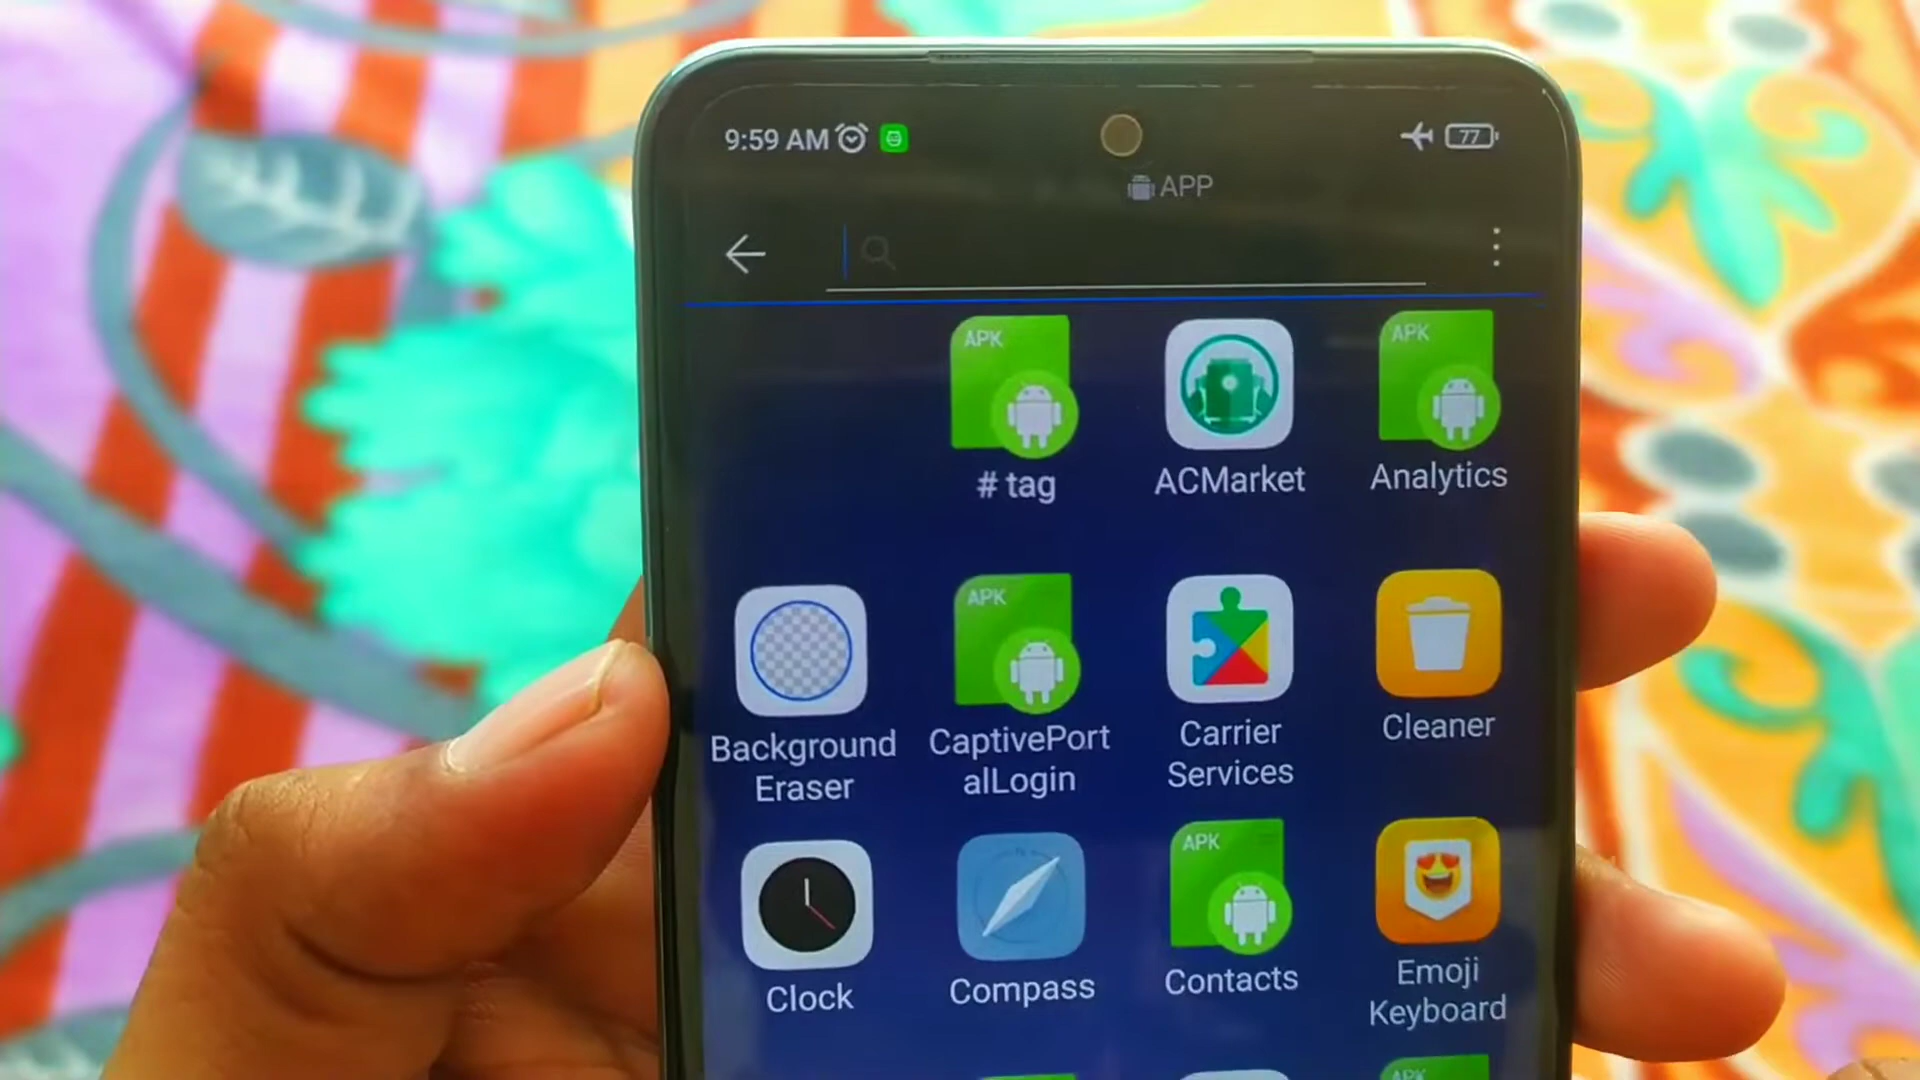 9:59 AM
77
APP
APK
APK
# tag
ACMarket
Analytics
APK
Background
Eraser
CaptivePort
alLogin
Carrier
Services
Cleaner
APK
Clock
Compass
Contacts
Emoji
Keyboard
APK